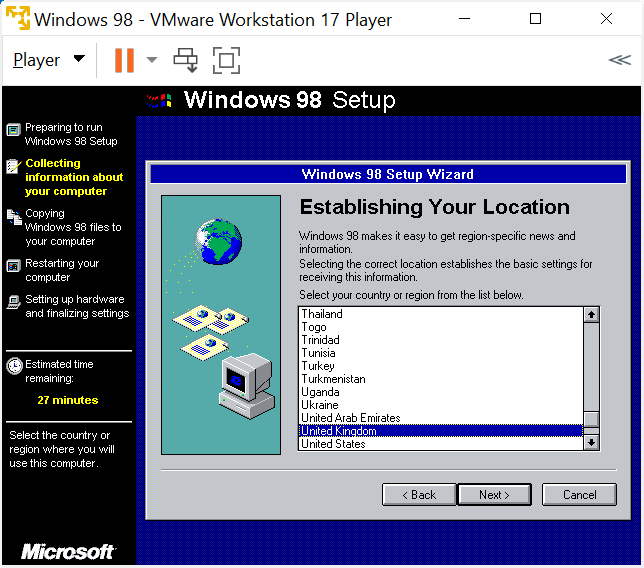 Windows 98 - VMware Workstation 17 Player
Player
Windows 98 Setup
Preparing to run
Windows 98 Setup
Collecting
information about
your computer
Copying
Windows 98 files to
your computer
Restarting your
computer
Setting up hardware
and finalizing settings
Estimated time
remaining:
27 minutes
Select the country or
region where you will
use this computer.
Microsoft
Windows 98 Setup Wizard
Establishing Your Location
Windows 98 makes it easy to get region-specific news and
information.
Selecting the correct location establishes the basic settings for
receiving this information.
Select your country or region from the list below.
Thailand
Togo
Trinidad
Tunisia
Turkey
Turkmenistan
Uganda
Ukraine
United Arab Emirates
United Kingdom
United States
< Back
Next >
Cancel